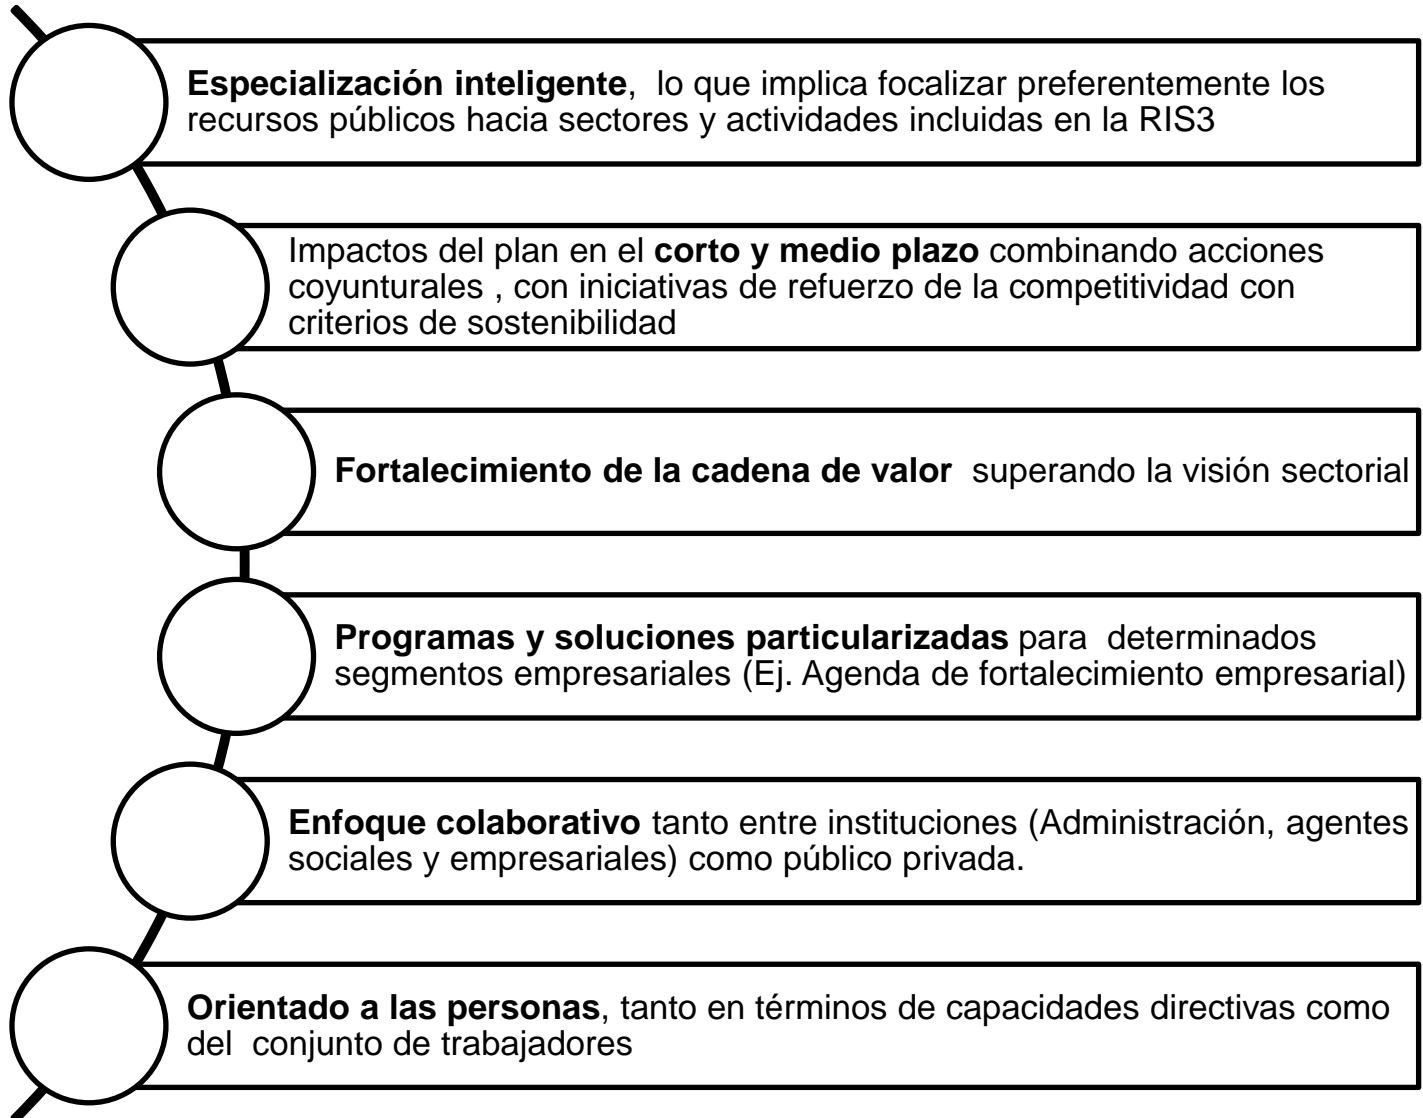 Especialización inteligente, lo que implica focalizar preferentemente los
recursos públicos hacia sectores y actividades incluidas en la RIS3
Impactos del plan en el corto y medio plazo combinando acciones
coyunturales , con iniciativas de refuerzo de la competitividad con
criterios de sostenibilidad
Fortalecimiento de la cadena de valor superando la visión sectorial
Programas y soluciones particularizadas para determinados
segmentos empresariales (Ej. Agenda de fortalecimiento empresarial)
Enfoque colaborativo tanto entre instituciones (Administración, agentes
sociales y empresariales) como público privada.
Orientado a las personas, tanto en términos de capacidades directivas como
del conjunto de trabajadores